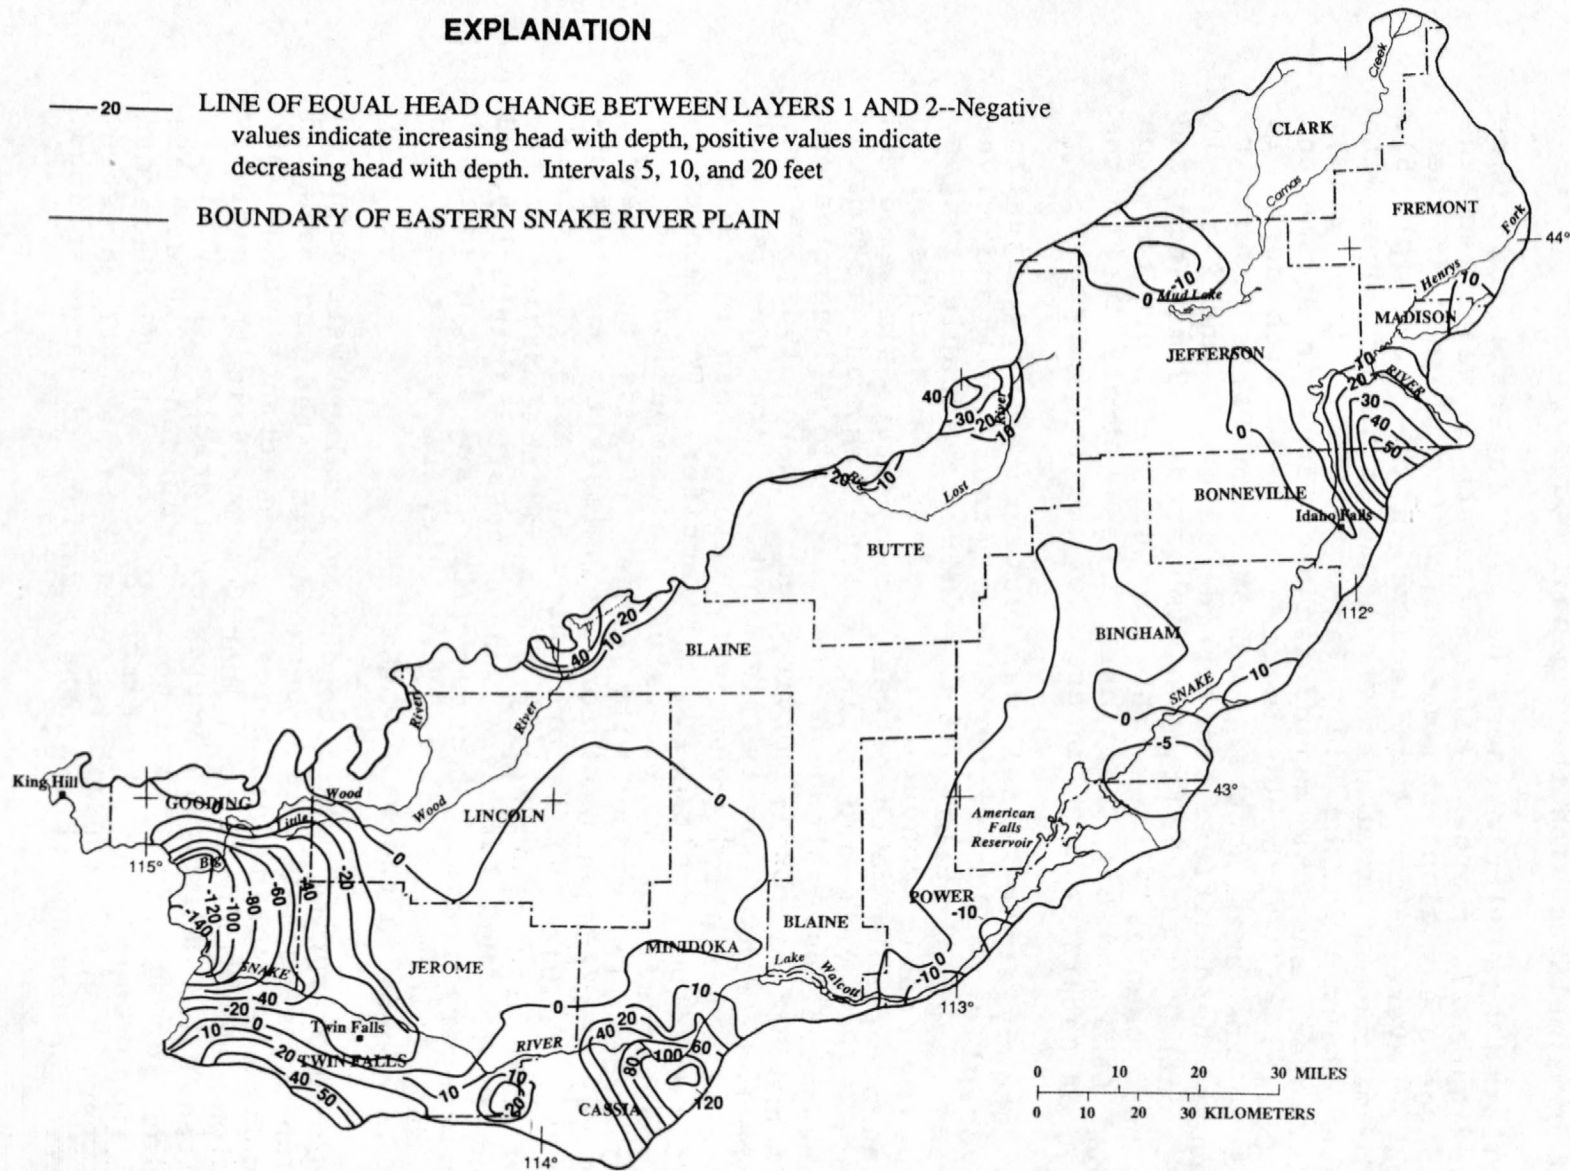 EXPLANATION
20 LINE OF EQUAL HEAD CHANGE BETWEEN LAYERS 1 AND 2--Negative
values indicate increasing head with depth, positive values indicate
decreasing head with depth. Intervals 5, 10, and 20 feet
BOUNDARY OF EASTERN SNAKE RIVER PLAIN
Creek
CLARK
Camas
FREMONT
Fork
44°
Henrys
10
-10
0
Mud Lake
MADISON
JEFFERSON
10
20
RIVER
30
40
50
40
30
20
10
River
0
20
Big
10
Lost
BONNEVILLE
Idaho Falls
BUTTE
112°
20
10
40
BLAINE
BINGHAM
10
SNAKE
0
-5
River
River
King Hill
GOODING
0
Wood
Little
Wood
LINCOLN
0
43°
American
Falls
Reservoir
115°
Big
0
-20
-40
-60
-80
-100
-120
-140
POWER
-10
BLAINE
MINIDOKA
JEROME
Lake
Walcott
0
-10
113°
SNAKE
-40
-20
0
10
Twin Falls
TWIN FALLS
20
40
50
0
10
20
40
60
100
80
120
RIVER
10
10
20
CASSIA
114°
0 10 20 30 MILES
0 10 20 30 KILOMETERS